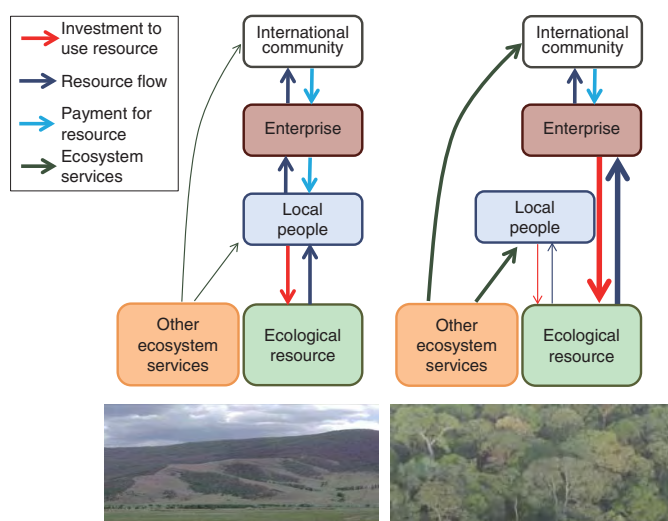 Investment to
use resource
Resource flow
Payment for
resource
Ecosystem
services
International
community
Enterprise
Local
people
Other
ecosystem
services
Ecological
resource
International
community
Enterprise
Local
people
Other
ecosystem
services
Ecological
resource